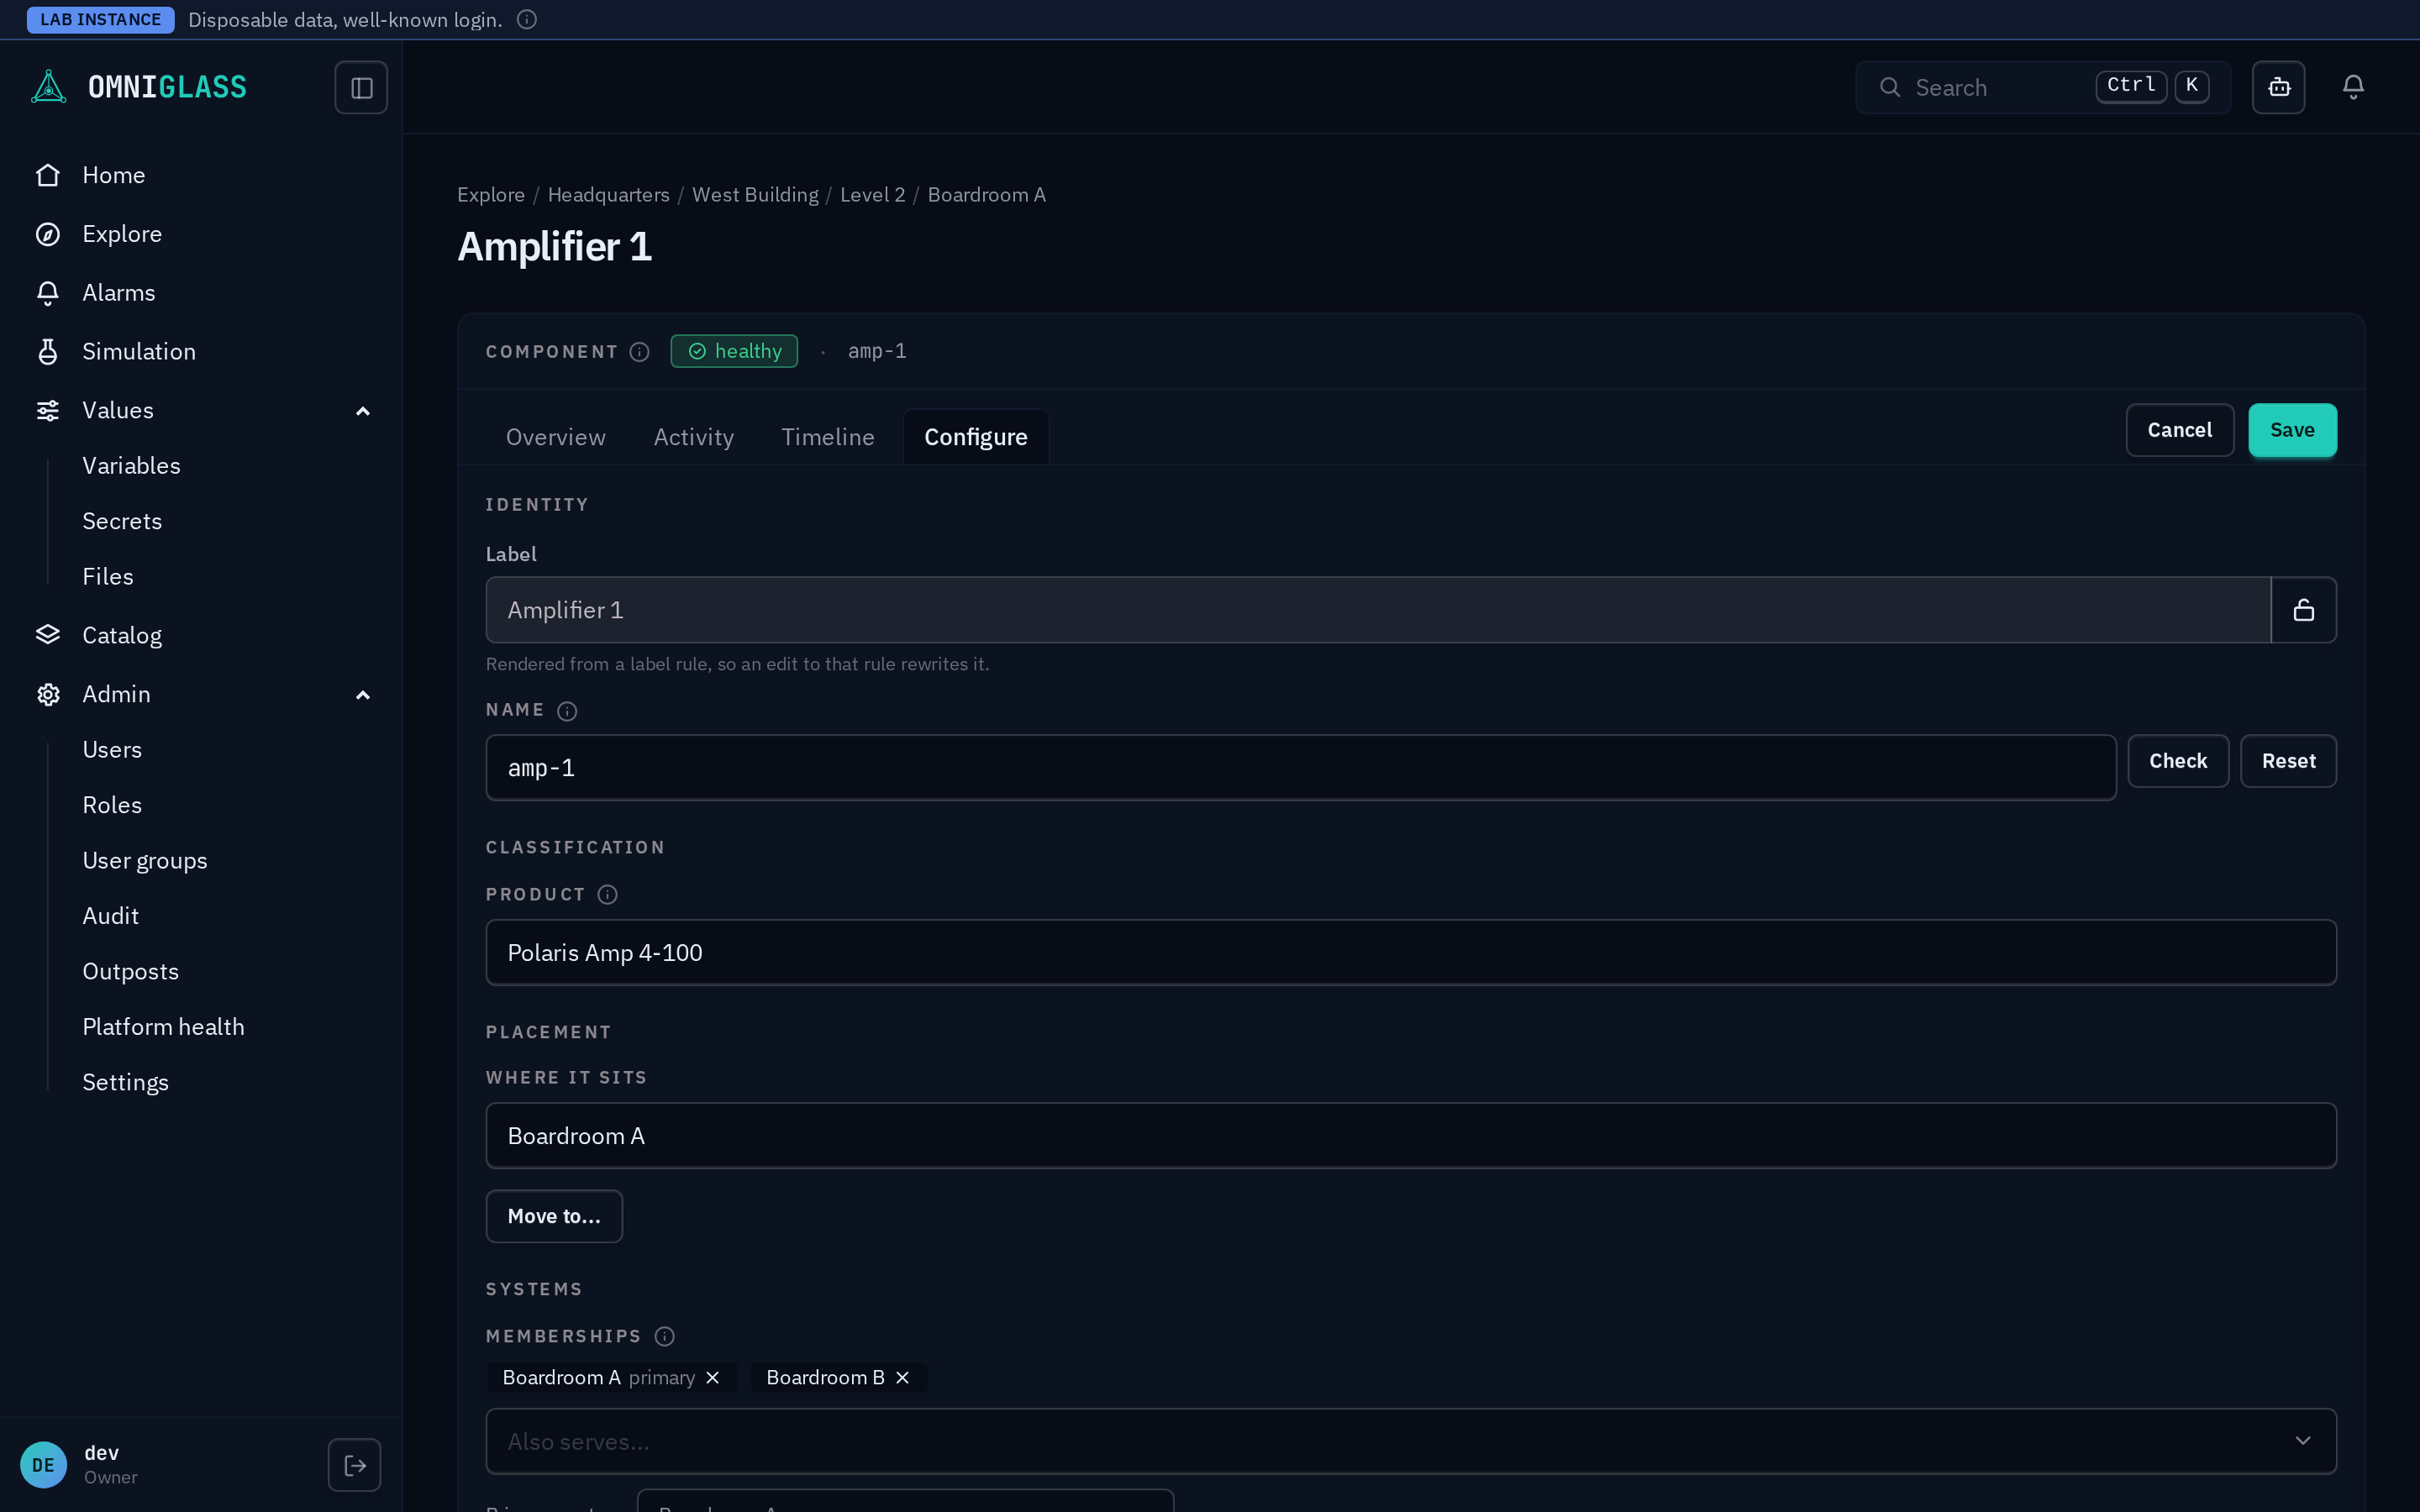 LAB INSTANCE Disposable data, well-known login.
OMNIGLASS
Search Ctrl K
Home
Explore
Alarms
Simulation
Values
Variables
Secrets
Files
Catalog
Admin
Users
Roles
User groups
Audit
Outposts
Platform health
Settings
DE dev
Owner
Explore / Headquarters / West Building / Level 2 / Boardroom A
Amplifier 1
COMPONENT healthy · amp-1
Overview Activity Timeline Configure Cancel Save
IDENTITY
Label
Amplifier 1
Rendered from a label rule, so an edit to that rule rewrites it.
NAME
amp-1 Check Reset
CLASSIFICATION
PRODUCT
Polaris Amp 4-100
PLACEMENT
WHERE IT SITS
Boardroom A
Move to...
SYSTEMS
MEMBERSHIPS
Boardroom A primary Boardroom B
Also serves...